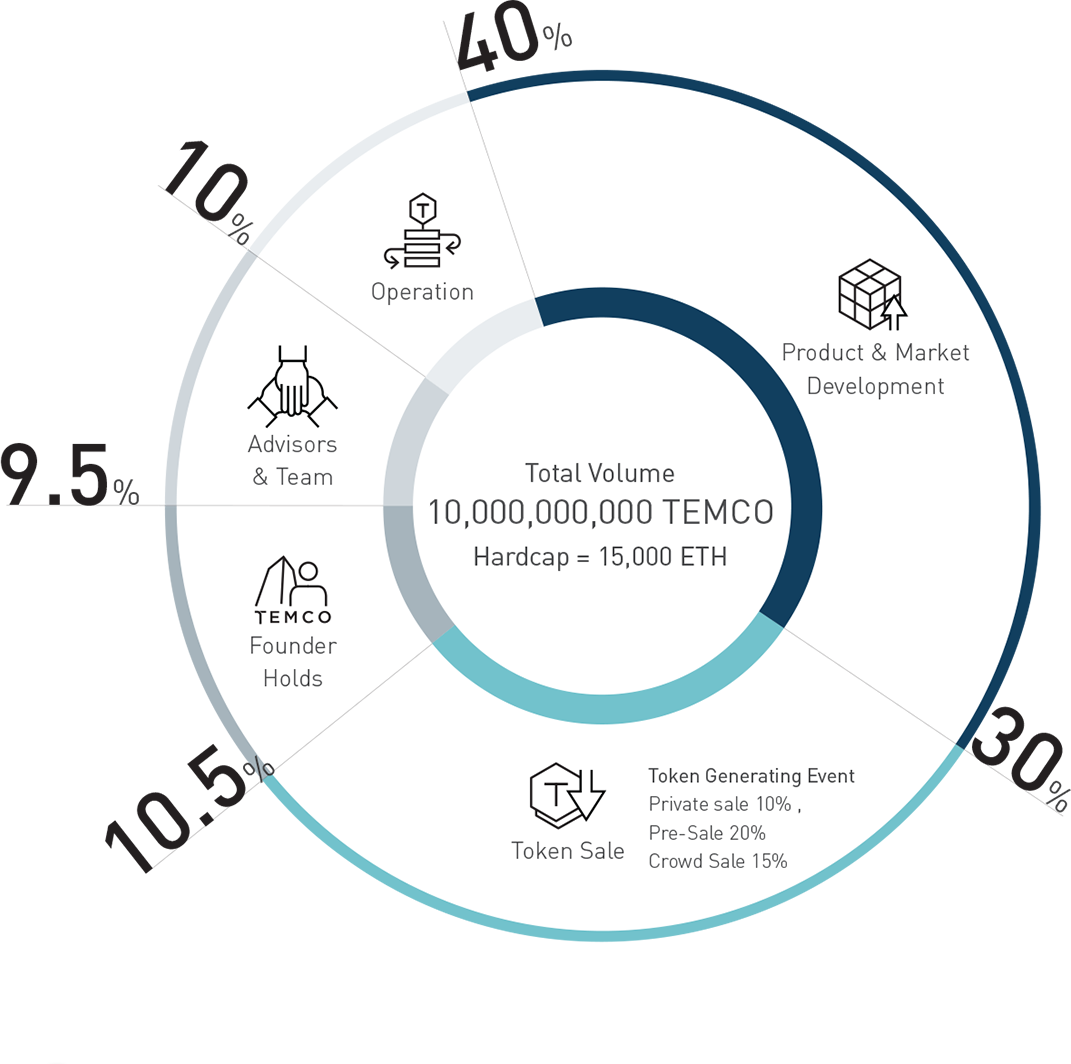 40%
10%
T
Operation
Product & Market
Development
Advisors
& Team
9.5%
Total Volume
10,000,000,000 TEMCO
Hardcap = 15,000 ETH
TEMCO
Founder
Holds
10.5%
30%
T
Token Sale
Token Generating Event
Private sale 10% ,
Pre-Sale 20%
Crowd Sale 15%